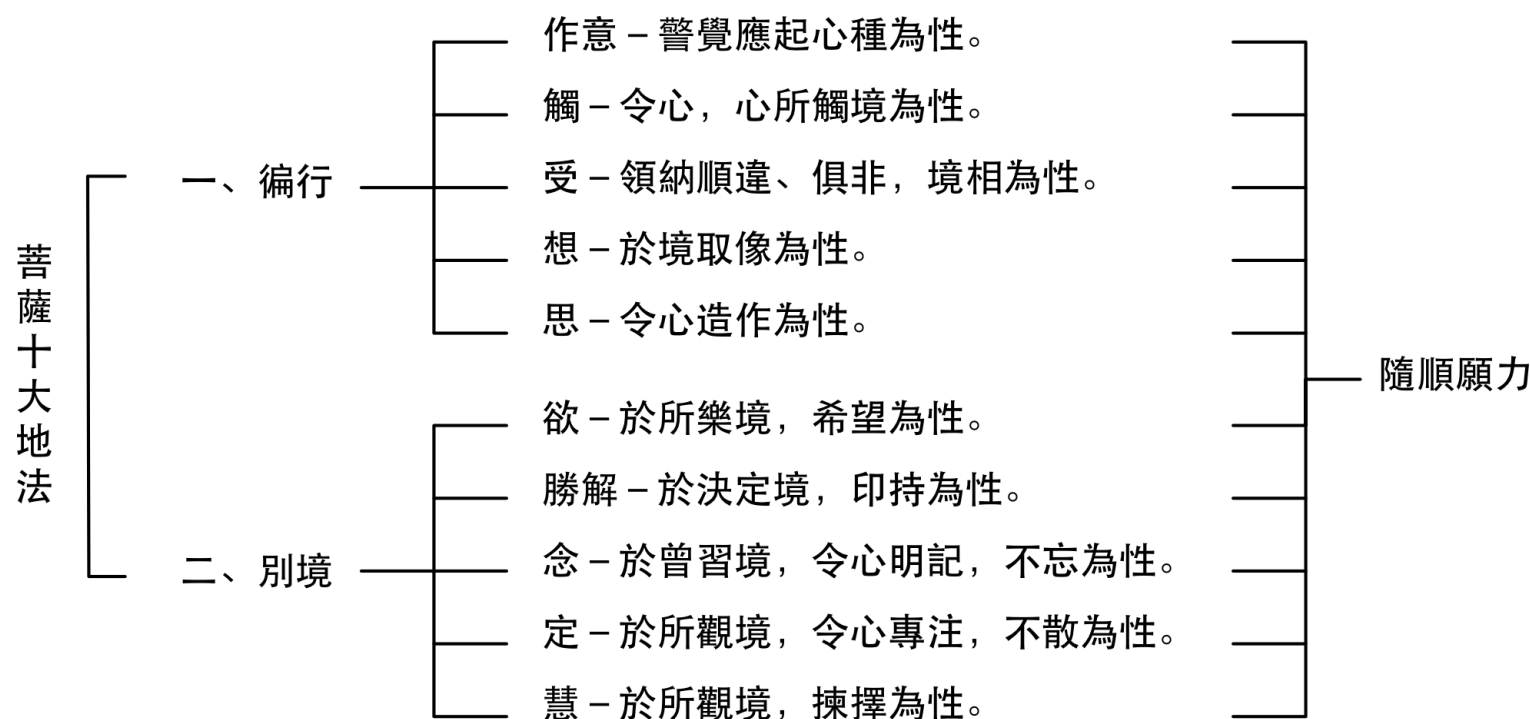 菩薩十大地法
一、徧行
作意–警覺應起心種為性。
觸–令心，心所觸境為性。
受–領納順違、俱非，境相為性。
想–於境取像為性。
思–令心造作為性。
二、別境
欲–於所樂境，希望為性。
勝解–於決定境，印持為性。
念–於曾習境，令心明記，不忘為性。
定–於所觀境，令心專注，不散為性。
慧–於所觀境，揀擇為性。
隨順願力